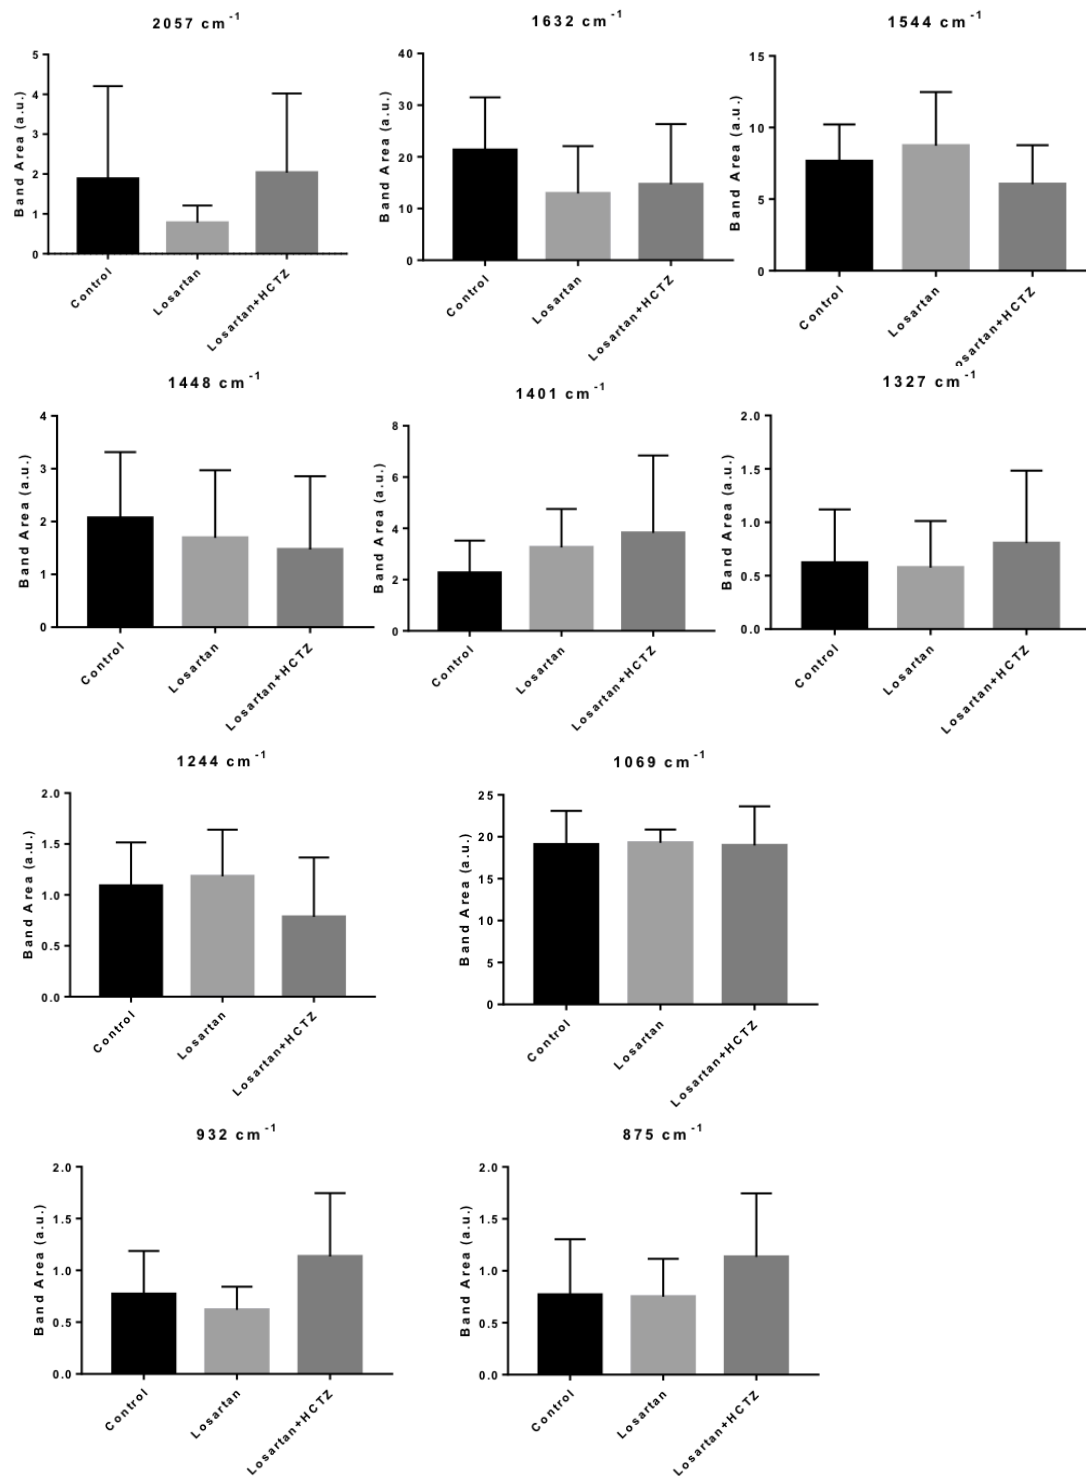 2057 cm⁻¹
Band Area (a.u.)
5
4
3
2
1
0
Control
Losartan
Losartan+HCTZ
1632 cm⁻¹
Band Area (a.u.)
40
30
20
10
0
Control
Losartan
Losartan+HCTZ
1544 cm⁻¹
Band Area (a.u.)
15
10
5
0
Control
Losartan
osartan+HCTZ
1448 cm⁻¹
Band Area (a.u.)
4
3
2
1
0
Control
Losartan
Losartan+HCTZ
1401 cm⁻¹
Band Area (a.u.)
8
6
4
2
0
Control
Losartan
Losartan+HCTZ
1327 cm⁻¹
Band Area (a.u.)
2.0
1.5
1.0
0.5
0.0
Control
Losartan
Losartan+HCTZ
1244 cm⁻¹
Band Area (a.u.)
2.0
1.5
1.0
0.5
0.0
Control
Losartan
Losartan+HCTZ
1069 cm⁻¹
Band Area (a.u.)
25
20
15
10
5
0
Control
Losartan
Losartan+HCTZ
932 cm⁻¹
Band Area (a.u.)
2.0
1.5
1.0
0.5
0.0
Control
Losartan
Losartan+HCTZ
875 cm⁻¹
Band Area (a.u.)
2.0
1.5
1.0
0.5
0.0
Control
Losartan
Losartan+HCTZ